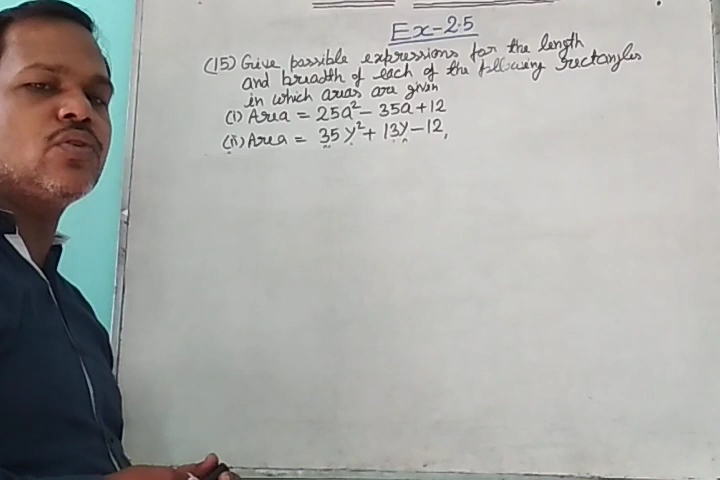 Ex-2.5
(15) Give possible expressions for the length
and breadth of each of the following rectangles
in which areas are given
(i) Area = 25a² - 35a + 12
(ii) Area = 35y² + 13y - 12,